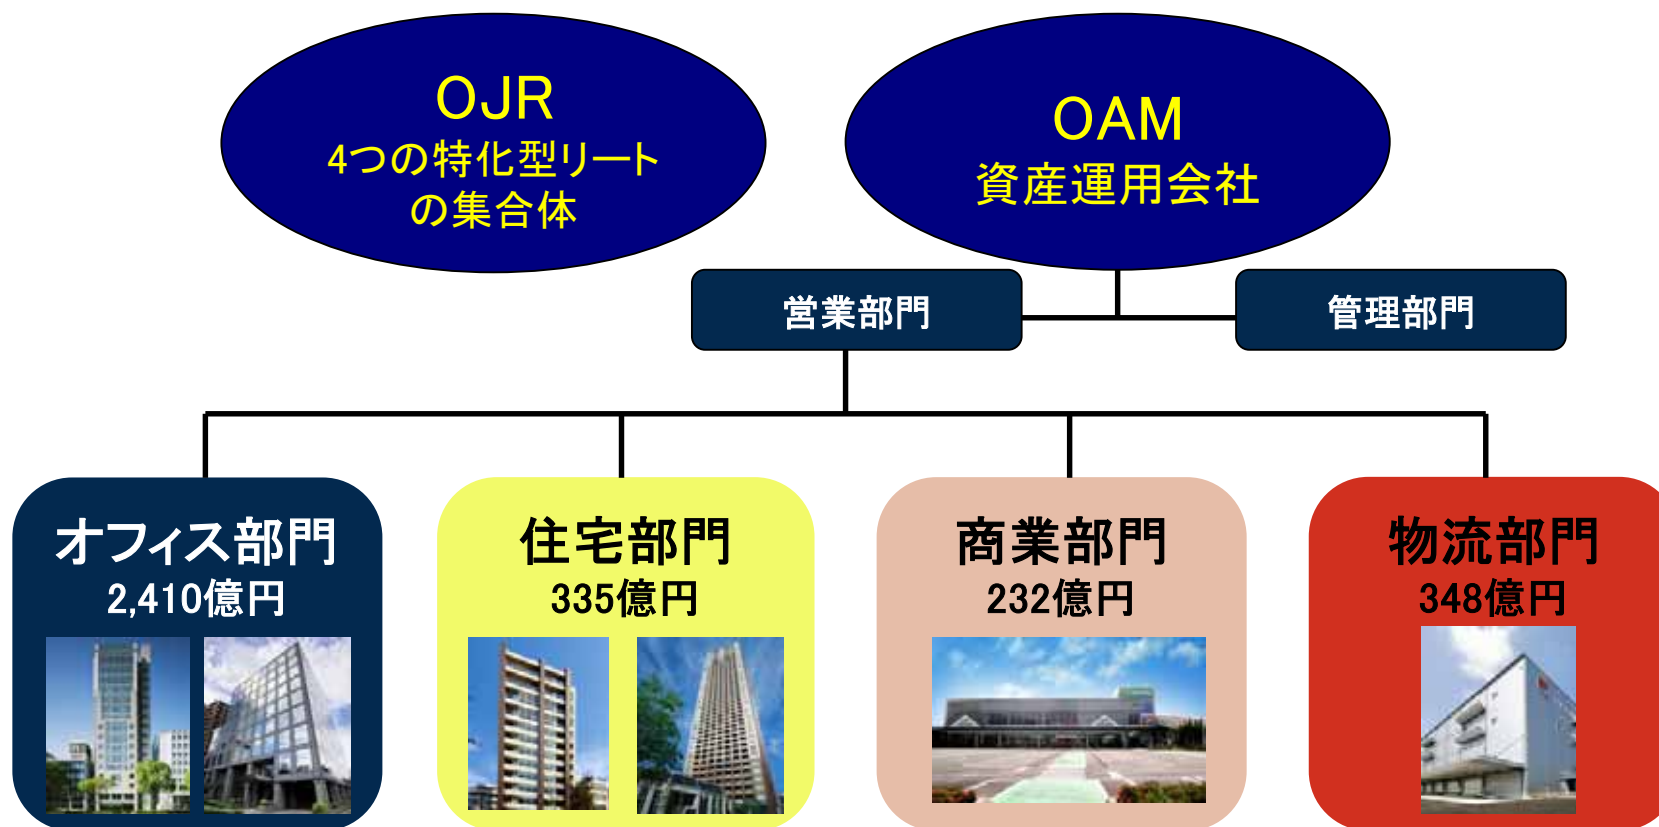 OJR
4つの特化型リート
の集合体
OAM
資産運用会社
営業部門
管理部門
オフィス部門
2,410億円
住宅部門
335億円
商業部門
232億円
物流部門
348億円